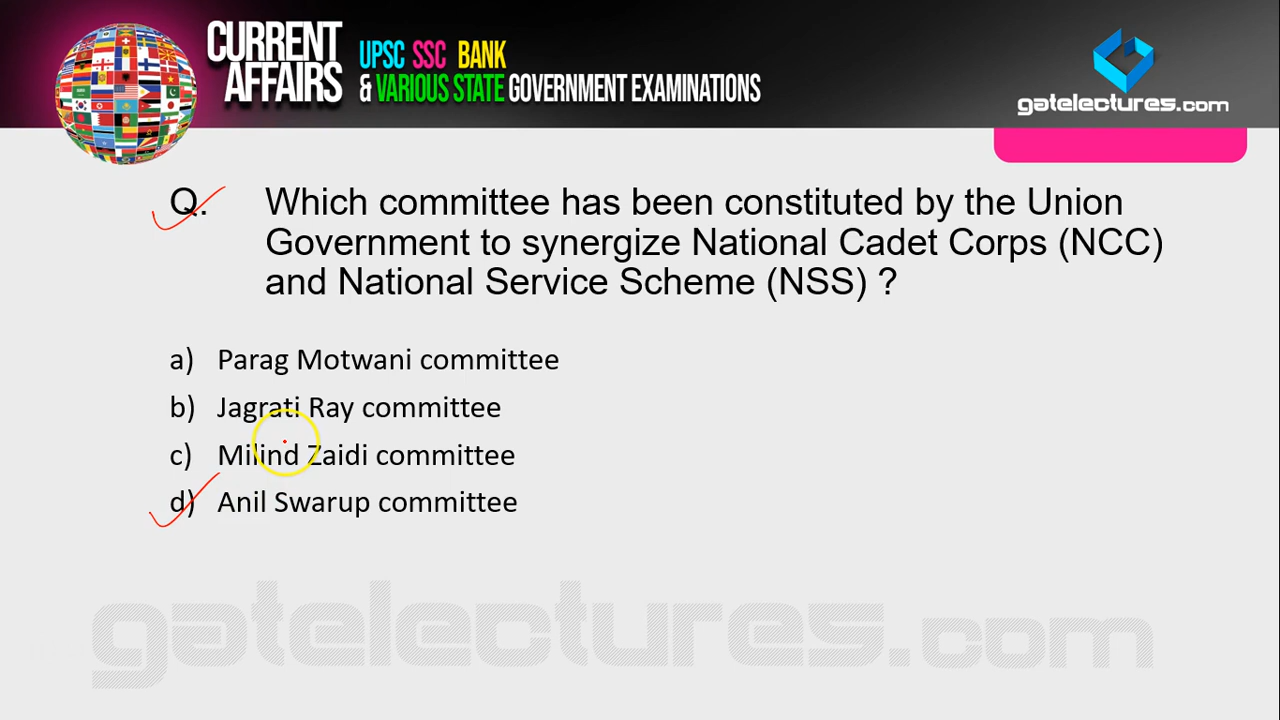 CURRENT
AFFAIRS
UPSC SSC BANK
& VARIOUS STATE GOVERNMENT EXAMINATIONS
gatelectures.com
Q. Which committee has been constituted by the Union
Government to synergize National Cadet Corps (NCC)
and National Service Scheme (NSS) ?
a) Parag Motwani committee
b) Jagrati Ray committee
c) Milind Zaidi committee
d) Anil Swarup committee
gatelectures.com